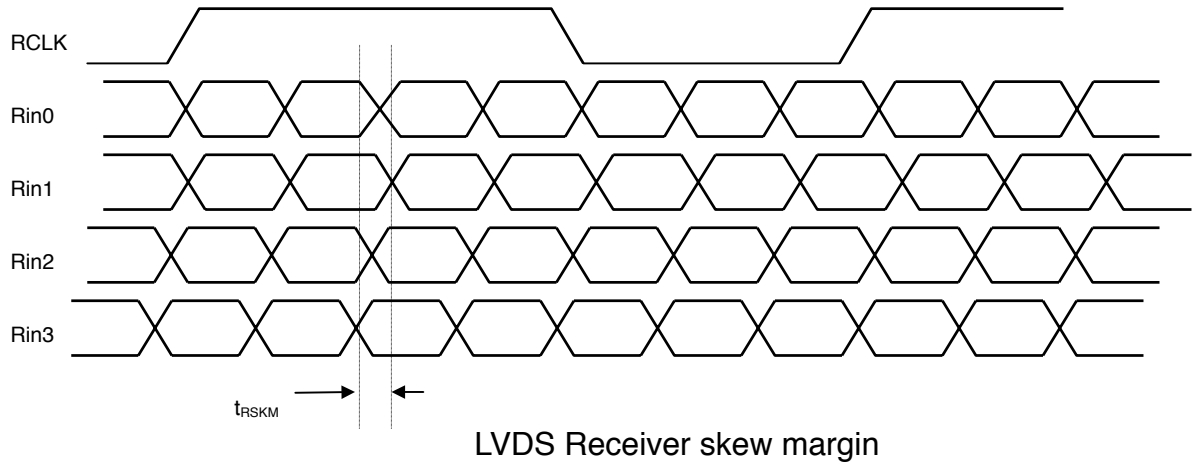 RCLK
Rin0
Rin1
Rin2
Rin3
tRSKM
LVDS Receiver skew margin